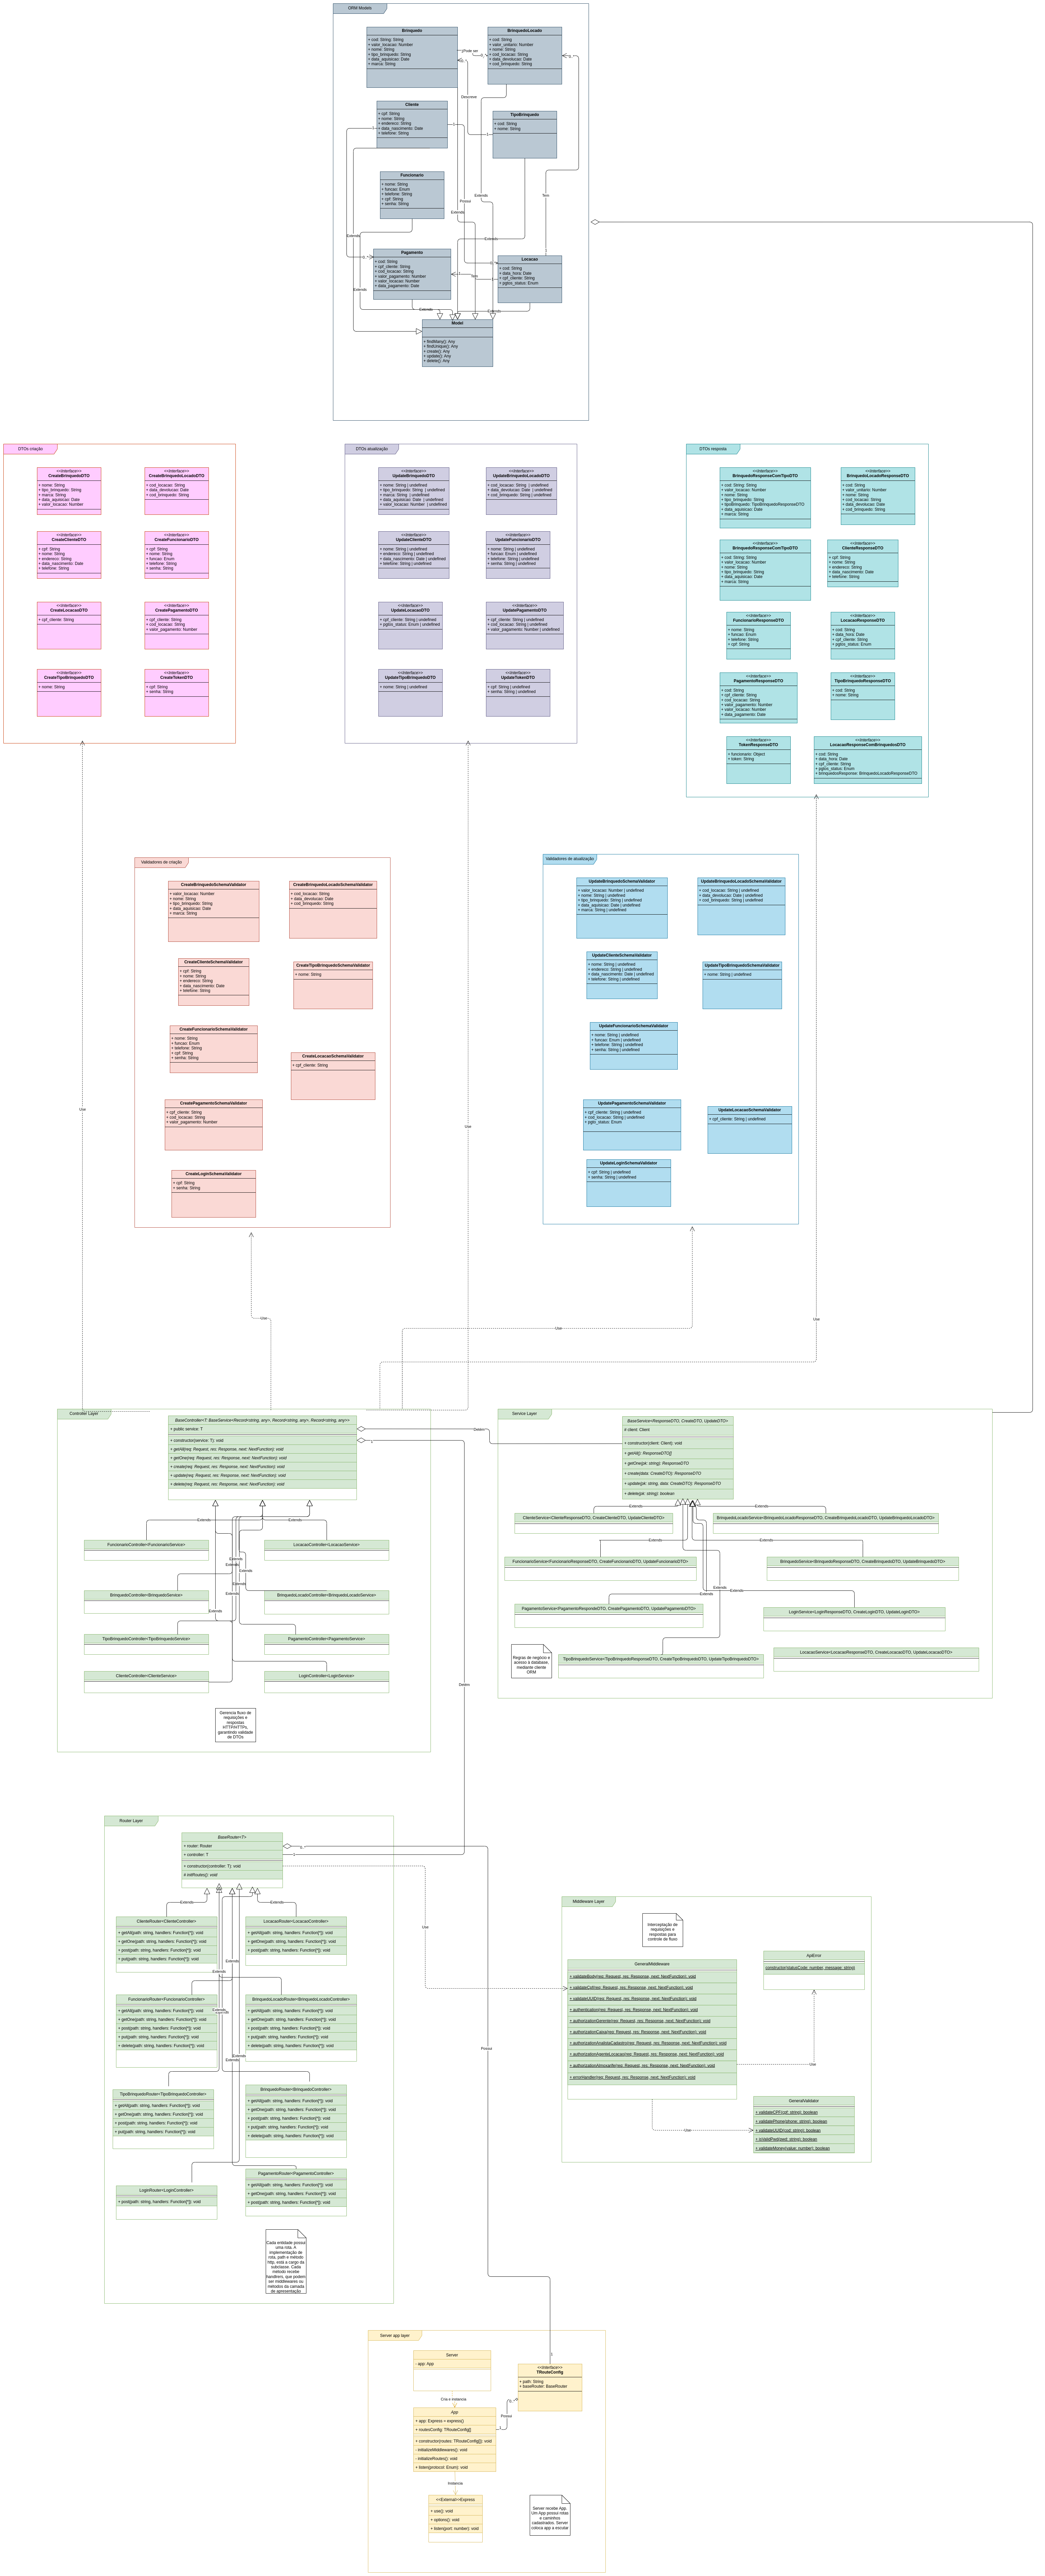 ORM Models
Brinquedo
+ cod: String: String
+ valor_locacao: Number
+ nome: String
+ tipo_brinquedo: String
+ data_aquisicao: Date
+ marca: String
BrinquedoLocado
+ cod: String
+ valor_unitario: Number
+ nome: String
+ cod_locacao: String
+ data_devolucao: Date
+ cod_brinquedo: String
Descreve
Cliente
+ cpf: String
+ nome: String
+ endereco: String
+ data_nascimento: Date
+ telefone: String
TipoBrinquedo
+ cod: String
+ nome: String
Funcionario
+ nome: String
+ funcao: Enum
+ telefone: String
+ cpf: String
+ senha: String
Extends
Tem
Possui
Extends
Extends
Extends
Pagamento
+ cod: String
+ cpf_cliente: String
+ cod_locacao: String
+ valor_pagamento: Number
+ valor_locacao: Number
+ data_pagamento: Date
Locacao
+ cod: String
+ data_hora: Date
+ cpf_cliente: String
+ pgtos_status: Enum
Tem
Extends
Extends
Extends
Model
+ findMany(): Any
+ findUnique(): Any
+ create(): Any
+ update(): Any
+ delete(): Any
DTOs criação
<<Interface>>
CreateBrinquedoDTO
+ nome: String
+ tipo_brinquedo: String
+ marca: String
+ data_aquisicao: Date
+ valor_locacao: Number
<<Interface>>
CreateBrinquedoLocadoDTO
+ cod_locacao: String
+ data_devolucao: Date
+ cod_brinquedo: String
<<Interface>>
CreateClienteDTO
+ cpf: String
+ nome: String
+ endereco: String
+ data_nascimento: Date
+ telefone: String
<<Interface>>
CreateFuncionarioDTO
+ cpf: String
+ nome: String
+ funcao: Enum
+ telefone: String
+ senha: String
<<Interface>>
CreateLocacaoDTO
+ cpf_cliente: String
<<Interface>>
CreatePagamentoDTO
+ cpf_cliente: String
+ cod_locacao: String
+ valor_pagamento: Number
<<Interface>>
CreateTipoBrinquedoDTO
+ nome: String
<<Interface>>
CreateTokenDTO
+ cpf: String
+ senha: String
DTOs atualização
<<Interface>>
UpdateBrinquedoDTO
+ nome: String | undefined
+ tipo_brinquedo: String | undefined
+ marca: String | undefined
+ data_aquisicao: Date | undefined
+ valor_locacao: Number | undefined
<<Interface>>
UpdateBrinquedoLocadoDTO
+ cod_locacao: String | undefined
+ data_devolucao: Date | undefined
+ cod_brinquedo: String | undefined
<<Interface>>
UpdateClienteDTO
+ nome: String | undefined
+ endereco: String | undefined
+ data_nascimento: Date | undefined
+ telefone: String | undefined
<<Interface>>
UpdateFuncionarioDTO
+ nome: String | undefined
+ funcao: Enum | undefined
+ telefone: String | undefined
+ senha: String | undefined
<<Interface>>
UpdateLocacaoDTO
+ cpf_cliente: String | undefined
+ pgtos_status: Enum | undefined
<<Interface>>
UpdatePagamentoDTO
+ cpf_cliente: String | undefined
+ cod_locacao: String | undefined
+ valor_pagamento: Number | undefined
<<Interface>>
UpdateTipoBrinquedoDTO
+ nome: String | undefined
<<Interface>>
UpdateTokenDTO
+ cpf: String | undefined
+ senha: String | undefined
DTOs resposta
<<Interface>>
BrinquedoResponseComTipoDTO
+ cod: String: String
+ valor_locacao: Number
+ nome: String
+ tipo_brinquedo: String
+ tipoBrinquedo: TipoBrinquedoResponseDTO
+ data_aquisicao: Date
+ marca: String
<<Interface>>
BrinquedoLocadoResponseDTO
+ cod: String
+ valor_unitario: Number
+ nome: String
+ cod_locacao: String
+ data_devolucao: Date
+ cod_brinquedo: String
<<Interface>>
BrinquedoResponseComTipoDTO
+ cod: String: String
+ valor_locacao: Number
+ nome: String
+ tipo_brinquedo: String
+ data_aquisicao: Date
+ marca: String
<<Interface>>
ClienteResponseDTO
+ cpf: String
+ nome: String
+ endereco: String
+ data_nascimento: Date
+ telefone: String
<<Interface>>
FuncionarioResponseDTO
+ nome: String
+ funcao: Enum
+ telefone: String
+ cpf: String
<<Interface>>
LocacaoResponseDTO
+ cod: String
+ data_hora: Date
+ cpf_cliente: String
+ pgtos_status: Enum
<<Interface>>
PagamentoResponseDTO
+ cod: String
+ cpf_cliente: String
+ cod_locacao: String
+ valor_pagamento: Number
+ valor_locacao: Number
+ data_pagamento: Date
<<Interface>>
TipoBrinquedoResponseDTO
+ cod: String
+ nome: String
<<Interface>>
TokenResponseDTO
+ funcionario: Object
+ token: String
<<Interface>>
LocacaoResponseComBrinquedosDTO
+ cod: String
+ data_hora: Date
+ cpf_cliente: String
+ pgtos_status: Enum
+ brinquedosResponse: BrinquedoLocadoResponseDTO
Validadores de criação
CreateBrinquedoSchemaValidator
+ valor_locacao: Number
+ nome: String
+ tipo_brinquedo: String
+ data_aquisicao: Date
+ marca: String
CreateBrinquedoLocadoSchemaValidator
+ cod_locacao: String
+ data_devolucao: Date
+ cod_brinquedo: String
CreateClienteSchemaValidator
+ cpf: String
+ nome: String
+ endereco: String
+ data_nascimento: Date
+ telefone: String
CreateTipoBrinquedoSchemaValidator
+ nome: String
CreateFuncionarioSchemaValidator
+ nome: String
+ funcao: Enum
+ telefone: String
+ cpf: String
+ senha: String
CreateLocacaoSchemaValidator
+ cpf_cliente: String
CreatePagamentoSchemaValidator
+ cpf_cliente: String
+ cod_locacao: String
+ valor_pagamento: Number
CreateLoginSchemaValidator
+ cpf: String
+ senha: String
Validadores de atualização
UpdateBrinquedoSchemaValidator
+ valor_locacao: Number | undefined
+ nome: String | undefined
+ tipo_brinquedo: String | undefined
+ data_aquisicao: Date | undefined
+ marca: String | undefined
UpdateBrinquedoLocadoSchemaValidator
+ cod_locacao: String | undefined
+ data_devolucao: Date | undefined
+ cod_brinquedo: String | undefined
UpdateClienteSchemaValidator
+ nome: String | undefined
+ endereco: String | undefined
+ data_nascimento: Date | undefined
+ telefone: String | undefined
UpdateTipoBrinquedoSchemaValidator
+ nome: String | undefined
UpdateFuncionarioSchemaValidator
+ nome: String | undefined
+ funcao: Enum | undefined
+ telefone: String | undefined
+ senha: String | undefined
UpdatePagamentoSchemaValidator
+ cpf_cliente: String | undefined
+ cod_locacao: String | undefined
+ pgto_status: Enum
UpdateLocacaoSchemaValidator
+ cpf_cliente: String | undefined
UpdateLoginSchemaValidator
+ cpf: String | undefined
+ senha: String | undefined
Use
Use
Use
Use
Use
Controller Layer
BaseController<T: BaseService<Record<string, any>, Record<string, any>, Record<string, any>>
+ public service: T
+ constructor(service: T): void
+ getAll(req: Request, res: Response, next: NextFunction): void
+ getOne(req: Request, res: Response, next: NextFunction): void
+ create(req: Request, res: Response, next: NextFunction): void
+ update(req: Request, res: Response, next: NextFunction): void
+ delete(req: Request, res: Response, next: NextFunction): void
Extends
Extends
FuncionarioController<FuncionarioService>
LocacaoController<LocacaoService>
Extends
Extends
Extends
Extends
Extends
BrinquedoController<BrinquedoService>
BrinquedoLocadoController<BrinquedoLocadoService>
Extends
TipoBrinquedoController<TipoBrinquedoService>
PagamentoController<PagamentoService>
ClienteController<ClienteService>
LoginController<LoginService>
Gerencia fluxo de
requisições e
respostas
HTTP/HTTPs,
garantindo validade
de DTOs
Service Layer
BaseService<ResponseDTO, CreateDTO, UpdateDTO>
# client: Client
+ constructor(client: Client): void
+ getAll(): ResponseDTO[]
+ getOne(pk: string): ResponseDTO
+ create(data: CreateDTO): ResponseDTO
+ update(pk: string, data: CreateDTO): ResponseDTO
+ delete(pk: string): boolean
Extends
Extends
ClienteService<ClienteResponseDTO, CreateClienteDTO, UpdateClienteDTO>
BrinquedoLocadoService<BrinquedoLocadoResponseDTO, CreateBrinquedoLocadoDTO, UpdateBrinquedoLocadoDTO>
Extends
Extends
FuncionarioService<FuncionarioResponseDTO, CreateFuncionarioDTO, UpdateFuncionarioDTO>
BrinquedoService<BrinquedoResponseDTO, CreateBrinquedoDTO, UpdateBrinquedoDTO>
Extends
Extends
Extends
PagamentoService<PagamentoRespondeDTO, CreatePagamentoDTO, UpdatePagamentoDTO>
LoginService<LoginResponseDTO, CreateLoginDTO, UpdateLoginDTO>
Regras de negócio e
acesso à database,
mediante cliente
ORM
TipoBrinquedoService<TipoBrinquedoResponseDTO, CreateTipoBrinquedoDTO, UpdateTipoBrinquedoDTO>
LocacaoService<LocacaoResponseDTO, CreateLocacaoDTO, UpdateLocacaoDTO>
Router Layer
BaseRouter<T>
+ router: Router
+ controller: T
+ constructor(controller: T): void
# initRoutes(): void
Extends
Extends
ClienteRouter<ClienteController>
+ getAll(path: string, handlers: Function[*]): void
+ getOne(path: string, handlers: Function[*]): void
+ post(path: string, handlers: Function[*]): void
+ put(path: string, handlers: Function[*]): void
LocacaoRouter<LocacaoController>
+ getAll(path: string, handlers: Function[*]): void
+ getOne(path: string, handlers: Function[*]): void
+ post(path: string, handlers: Function[*]): void
Extends
FuncionarioRouter<FuncionarioController>
+ getAll(path: string, handlers: Function[*]): void
+ getOne(path: string, handlers: Function[*]): void
+ post(path: string, handlers: Function[*]): void
+ put(path: string, handlers: Function[*]): void
+ delete(path: string, handlers: Function[*]): void
BrinquedoLocadoRouter<BrinquedoLocadoController>
+ getAll(path: string, handlers: Function[*]): void
+ getOne(path: string, handlers: Function[*]): void
+ post(path: string, handlers: Function[*]): void
+ put(path: string, handlers: Function[*]): void
+ delete(path: string, handlers: Function[*]): void
Extends
Extends
Extends
TipoBrinquedoRouter<TipoBrinquedoController>
+ getAll(path: string, handlers: Function[*]): void
+ getOne(path: string, handlers: Function[*]): void
+ post(path: string, handlers: Function[*]): void
+ put(path: string, handlers: Function[*]): void
BrinquedoRouter<BrinquedoController>
+ getAll(path: string, handlers: Function[*]): void
+ getOne(path: string, handlers: Function[*]): void
+ post(path: string, handlers: Function[*]): void
+ put(path: string, handlers: Function[*]): void
+ delete(path: string, handlers: Function[*]): void
LoginRouter<LoginController>
+ post(path: string, handlers: Function[*]): void
PagamentoRouter<PagamentoController>
+ getAll(path: string, handlers: Function[*]): void
+ getOne(path: string, handlers: Function[*]): void
+ post(path: string, handlers: Function[*]): void
Cada entidade possui
uma rota. A
implementação da
rota, path e método
http, está a cargo da
subclasse. Cada
método recebe
handlrers, que podem
ser middlewares ou
métodos da camada
de apresentação
Use
Possui
Middleware Layer
Interceptação de
requisições e
respostas para
controle de fluxo
GeneralMiddleware
+ validateBody(req: Request, res: Response, next: NextFunction): void
+ validateCpf(req: Request, res: Response, next: NextFunction): void
+ validateUUID(req: Request, res: Response, next: NextFunction): void
+ authentication(req: Request, res: Response, next: NextFunction): void
+ authorizationGerente(req: Request, res: Response, next: NextFunction): void
+ authorizationCaixa(req: Request, res: Response, next: NextFunction): void
+ authorizationAnalistaCadastro(req: Request, res: Response, next: NextFunction): void
+ authorizationAgenteLocacao(req: Request, res: Response, next: NextFunction): void
+ authorizationAlmoxarife(req: Request, res: Response, next: NextFunction): void
+ errorHandler(req: Request, res: Response, next: NextFunction): void
ApiError
constructor(statusCode: number, message: string)
Use
Use
GeneralValidator
+ validateCPF(cpf: string): boolean
+ validatePhone(phone: string): boolean
+ validateUUID(uuid: string): boolean
+ isValidPwd(pwd: string): boolean
+ validateMoney(value: number): boolean
Server app layer
Server
- app: App
Cria e instancia
<<Interface>>
TRouteConfig
+ path: String
+ baseRouter: BaseRouter
App
+ app: Express = express()
+ routesConfig: TRouteConfig[]
+ constructor(routes: TRouteConfig[]): void
- initializeMiddlewares(): void
- initializeRoutes(): void
+ listen(protocol: Enum): void
Possui
Instancia
<<External>>Express
+ use(): void
+ options(): void
+ listen(port: number): void
Server recebe App.
Um App possui rotas
e caminhos
cadastrados. Server
coloca app a escutar